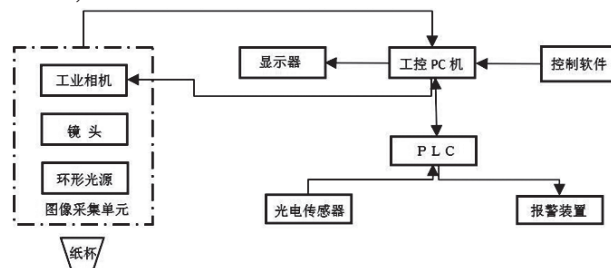 显示器
工控 PC 机
控制软件
工业相机
镜 头
环形光源
图像采集单元
纸杯
P L C
光电传感器
报警装置